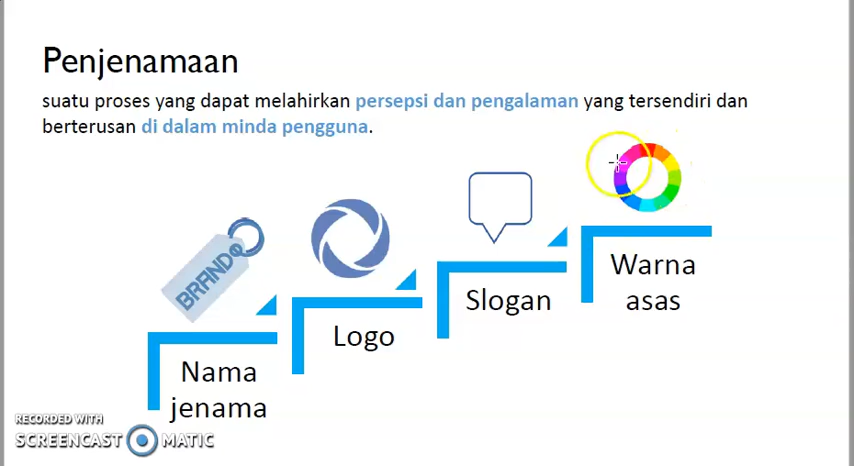 Penjenamaan
suatu proses yang dapat melahirkan persepsi dan pengalaman yang tersendiri dan
berterusan di dalam minda pengguna.
BRAND
Nama
jenama
Logo
Slogan
Warna
asas
RECORDED WITH
SCREENCAST MATIC